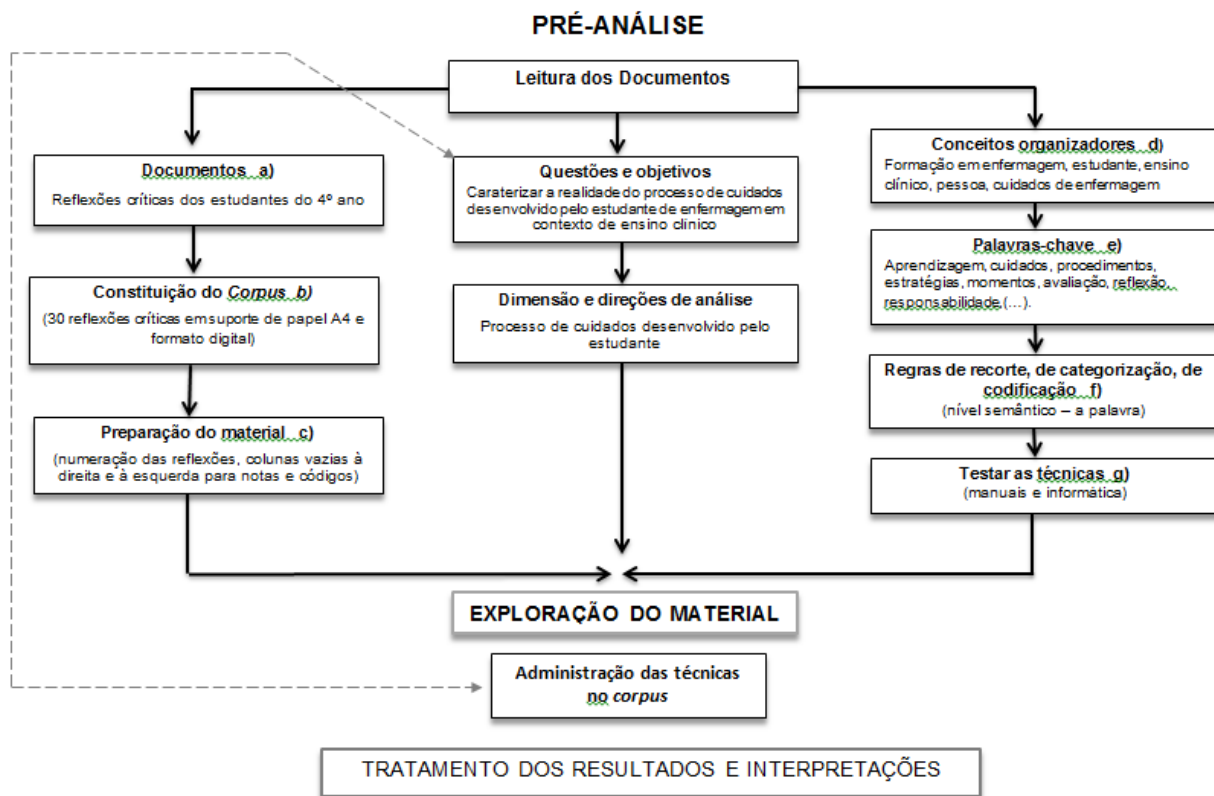 PRÉ-ANÁLISE
Leitura dos Documentos
Documentos a)
Reflexões críticas dos estudantes do 4º ano
Constituição do Corpus b)
(30 reflexões críticas em suporte de papel A4 e
formato digital)
Preparação do material c)
(numeração das reflexões, colunas vazias à
direita e à esquerda para notas e códigos)
Questões e objetivos
Caraterizar a realidade do processo de cuidados
desenvolvido pelo estudante de enfermagem em
contexto de ensino clínico
Dimensão e direções de análise
Processo de cuidados desenvolvido pelo
estudante
Conceitos organizadores d)
Formação em enfermagem, estudante, ensino
clínico, pessoa, cuidados de enfermagem
Palavras-chave e)
Aprendizagem, cuidados, procedimentos,
estratégias, momentos, avaliação, reflexão,
responsabilidade,(...).
Regras de recorte, de categorização, de
codificação f)
(nível semântico – a palavra)
Testar as técnicas g)
(manuais e informática)
EXPLORAÇÃO DO MATERIAL
Administração das técnicas
no corpus
TRATAMENTO DOS RESULTADOS E INTERPRETAÇÕES